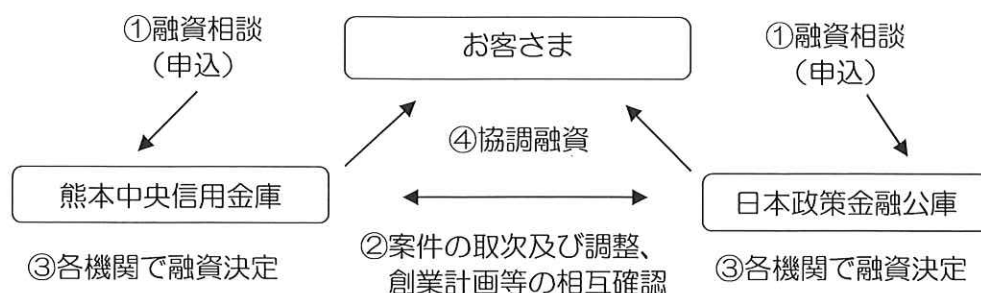 ①融資相談
(申込)
お客さま
①融資相談
(申込)
④協調融資
熊本中央信用金庫
日本政策金融公庫
②案件の取次及び調整、
創業計画等の相互確認
③各機関で融資決定
③各機関で融資決定